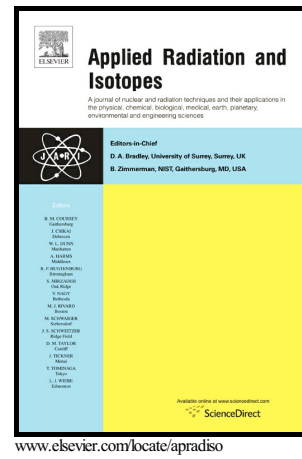 ELSEVIER
Applied Radiation and
Isotopes
A journal of nuclear and radiation techniques and their applications in
the physical, chemical, biological, medical, earth, planetary,
environmental and engineering sciences
JARI
Editors-in-Chief
D. A. Bradley, University of Surrey, Surrey, UK
B. Zimmerman, NIST, Gaithersburg, MD, USA
Editors
B. M. COURSEY
Gaithersburg
J. CSIKAI
Debrecen
W. L. DUNN
Manhattan
A. HARMS
Middlesex
Birmingham
S. MIRZADEH
Oak Ridge
V. NAGY
Bethesda
M. J. RIVARD
Boston
M. SCHWAIGER
J. S. SCHWEITZER
Ridge Field
D. M. TAYLOR
Cardiff
J. TICKNER
Menai
T. TOMINAGA
Tokyo
L. I. WIEBE
Edmonton
Available online at www.sciencedirect.com
ScienceDirect
www.elsevier.com/locate/apradiso